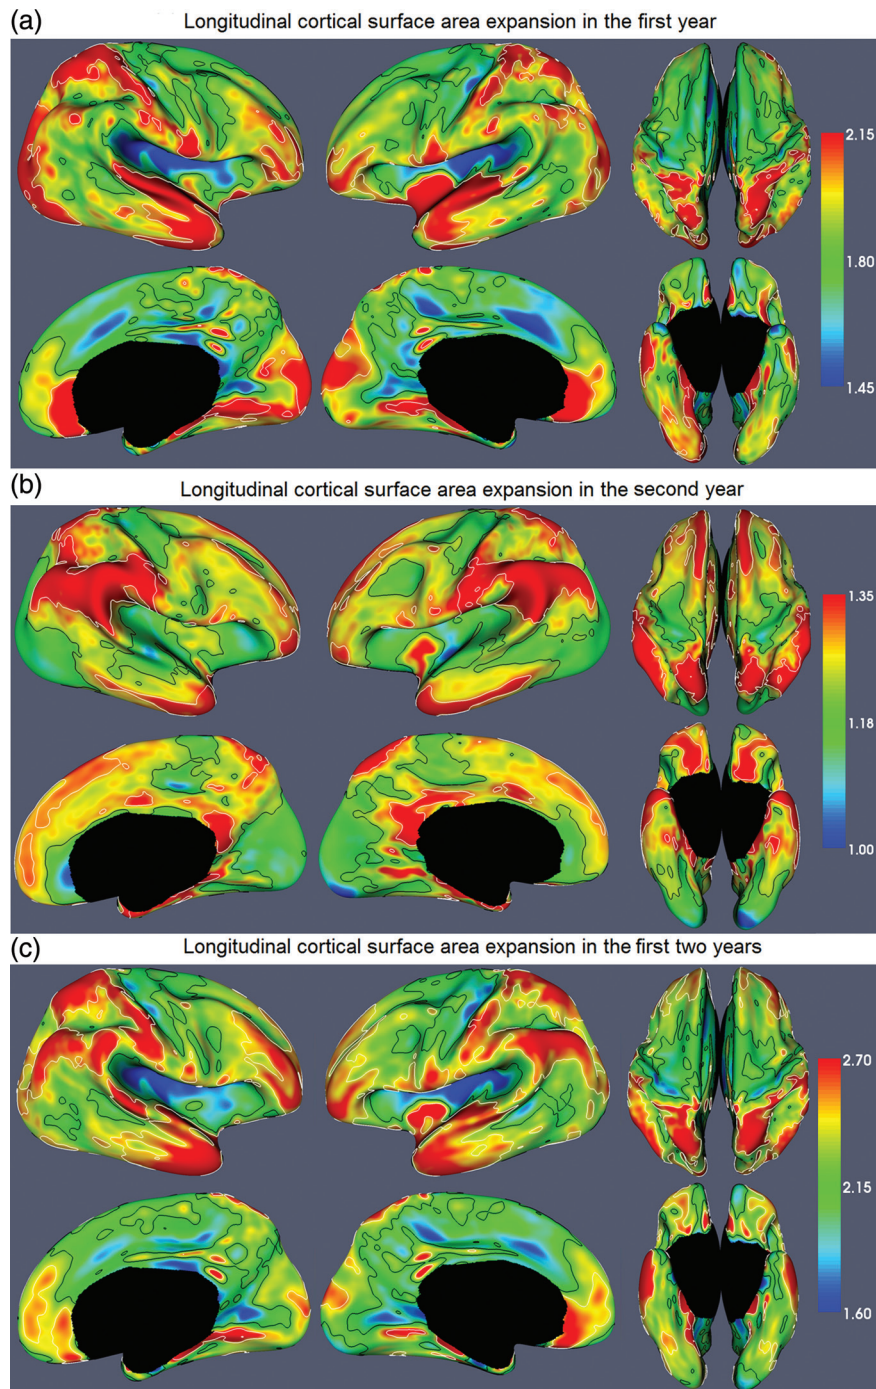 (a)
Longitudinal cortical surface area expansion in the first year
2.15
1.80
1.45
(b)
Longitudinal cortical surface area expansion in the second year
1.35
1.18
1.00
(c)
Longitudinal cortical surface area expansion in the first two years
2.70
2.15
1.60